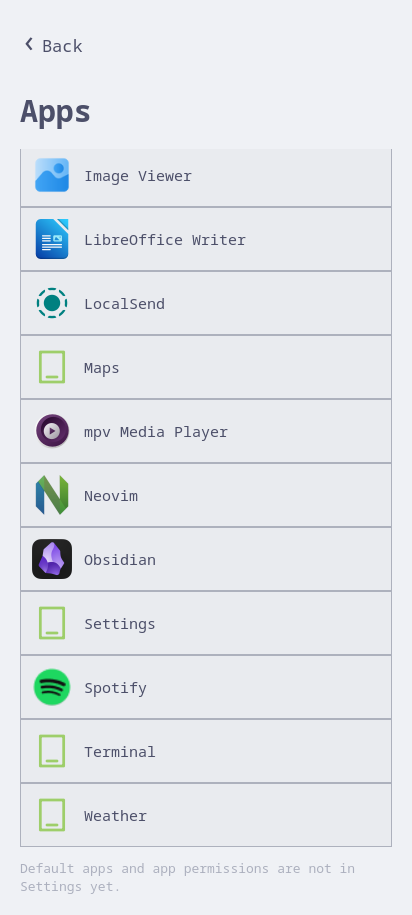 Back
Apps
Image Viewer
LibreOffice Writer
LocalSend
Maps
mpv Media Player
Neovim
Obsidian
Settings
Spotify
Terminal
Weather
Default apps and app permissions are not in
Settings yet.